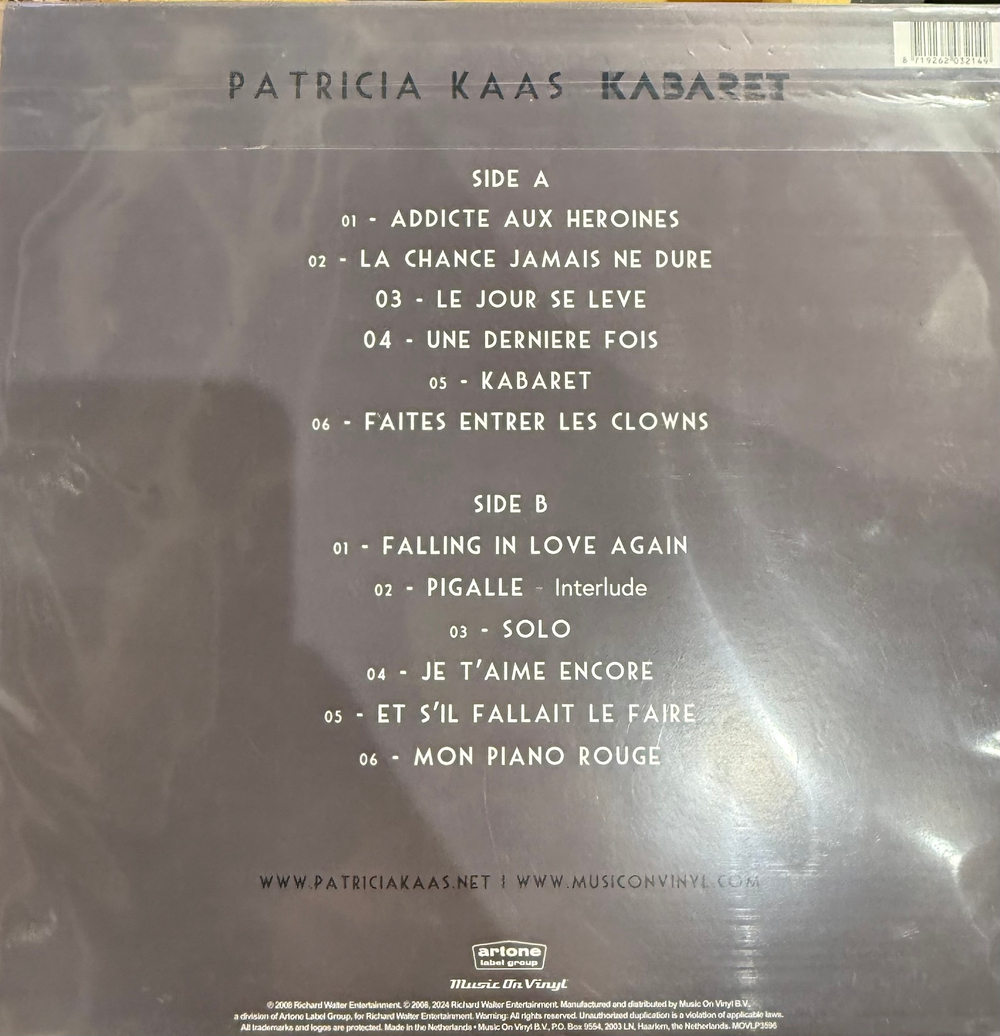 8 719262 032149
PATRICIA KAAS KABARET
SIDE A
01 - ADDICTE AUX HEROINES
02 - LA CHANCE JAMAIS NE DURE
03 - LE JOUR SE LEVE
04 - UNE DERNIERE FOIS
05 - KABARET
06 - FAITES ENTRER LES CLOWNS
SIDE B
01 - FALLING IN LOVE AGAIN
02 - PIGALLE - Interlude
03 - SOLO
04 - JE T'AIME ENCORE
05 - ET S'IL FALLAIT LE FAIRE
06 - MON PIANO ROUGE
WWW.PATRICIAKAAS.NET | WWW.MUSICONVINYL.COM
artone
label group
Music On Vinyl
℗ 2008 Richard Walter Entertainment. © 2008, 2024 Richard Walter Entertainment. Manufactured and distributed by Music On Vinyl B.V.,
a division of Artone Label Group, for Richard Walter Entertainment. Warning: All rights reserved. Unauthorized duplication is a violation of applicable laws.
All trademarks and logos are protected. Made in the Netherlands • Music On Vinyl B.V., P.O. Box 9554, 2003 LN, Haarlem, the Netherlands. MOVLP3596